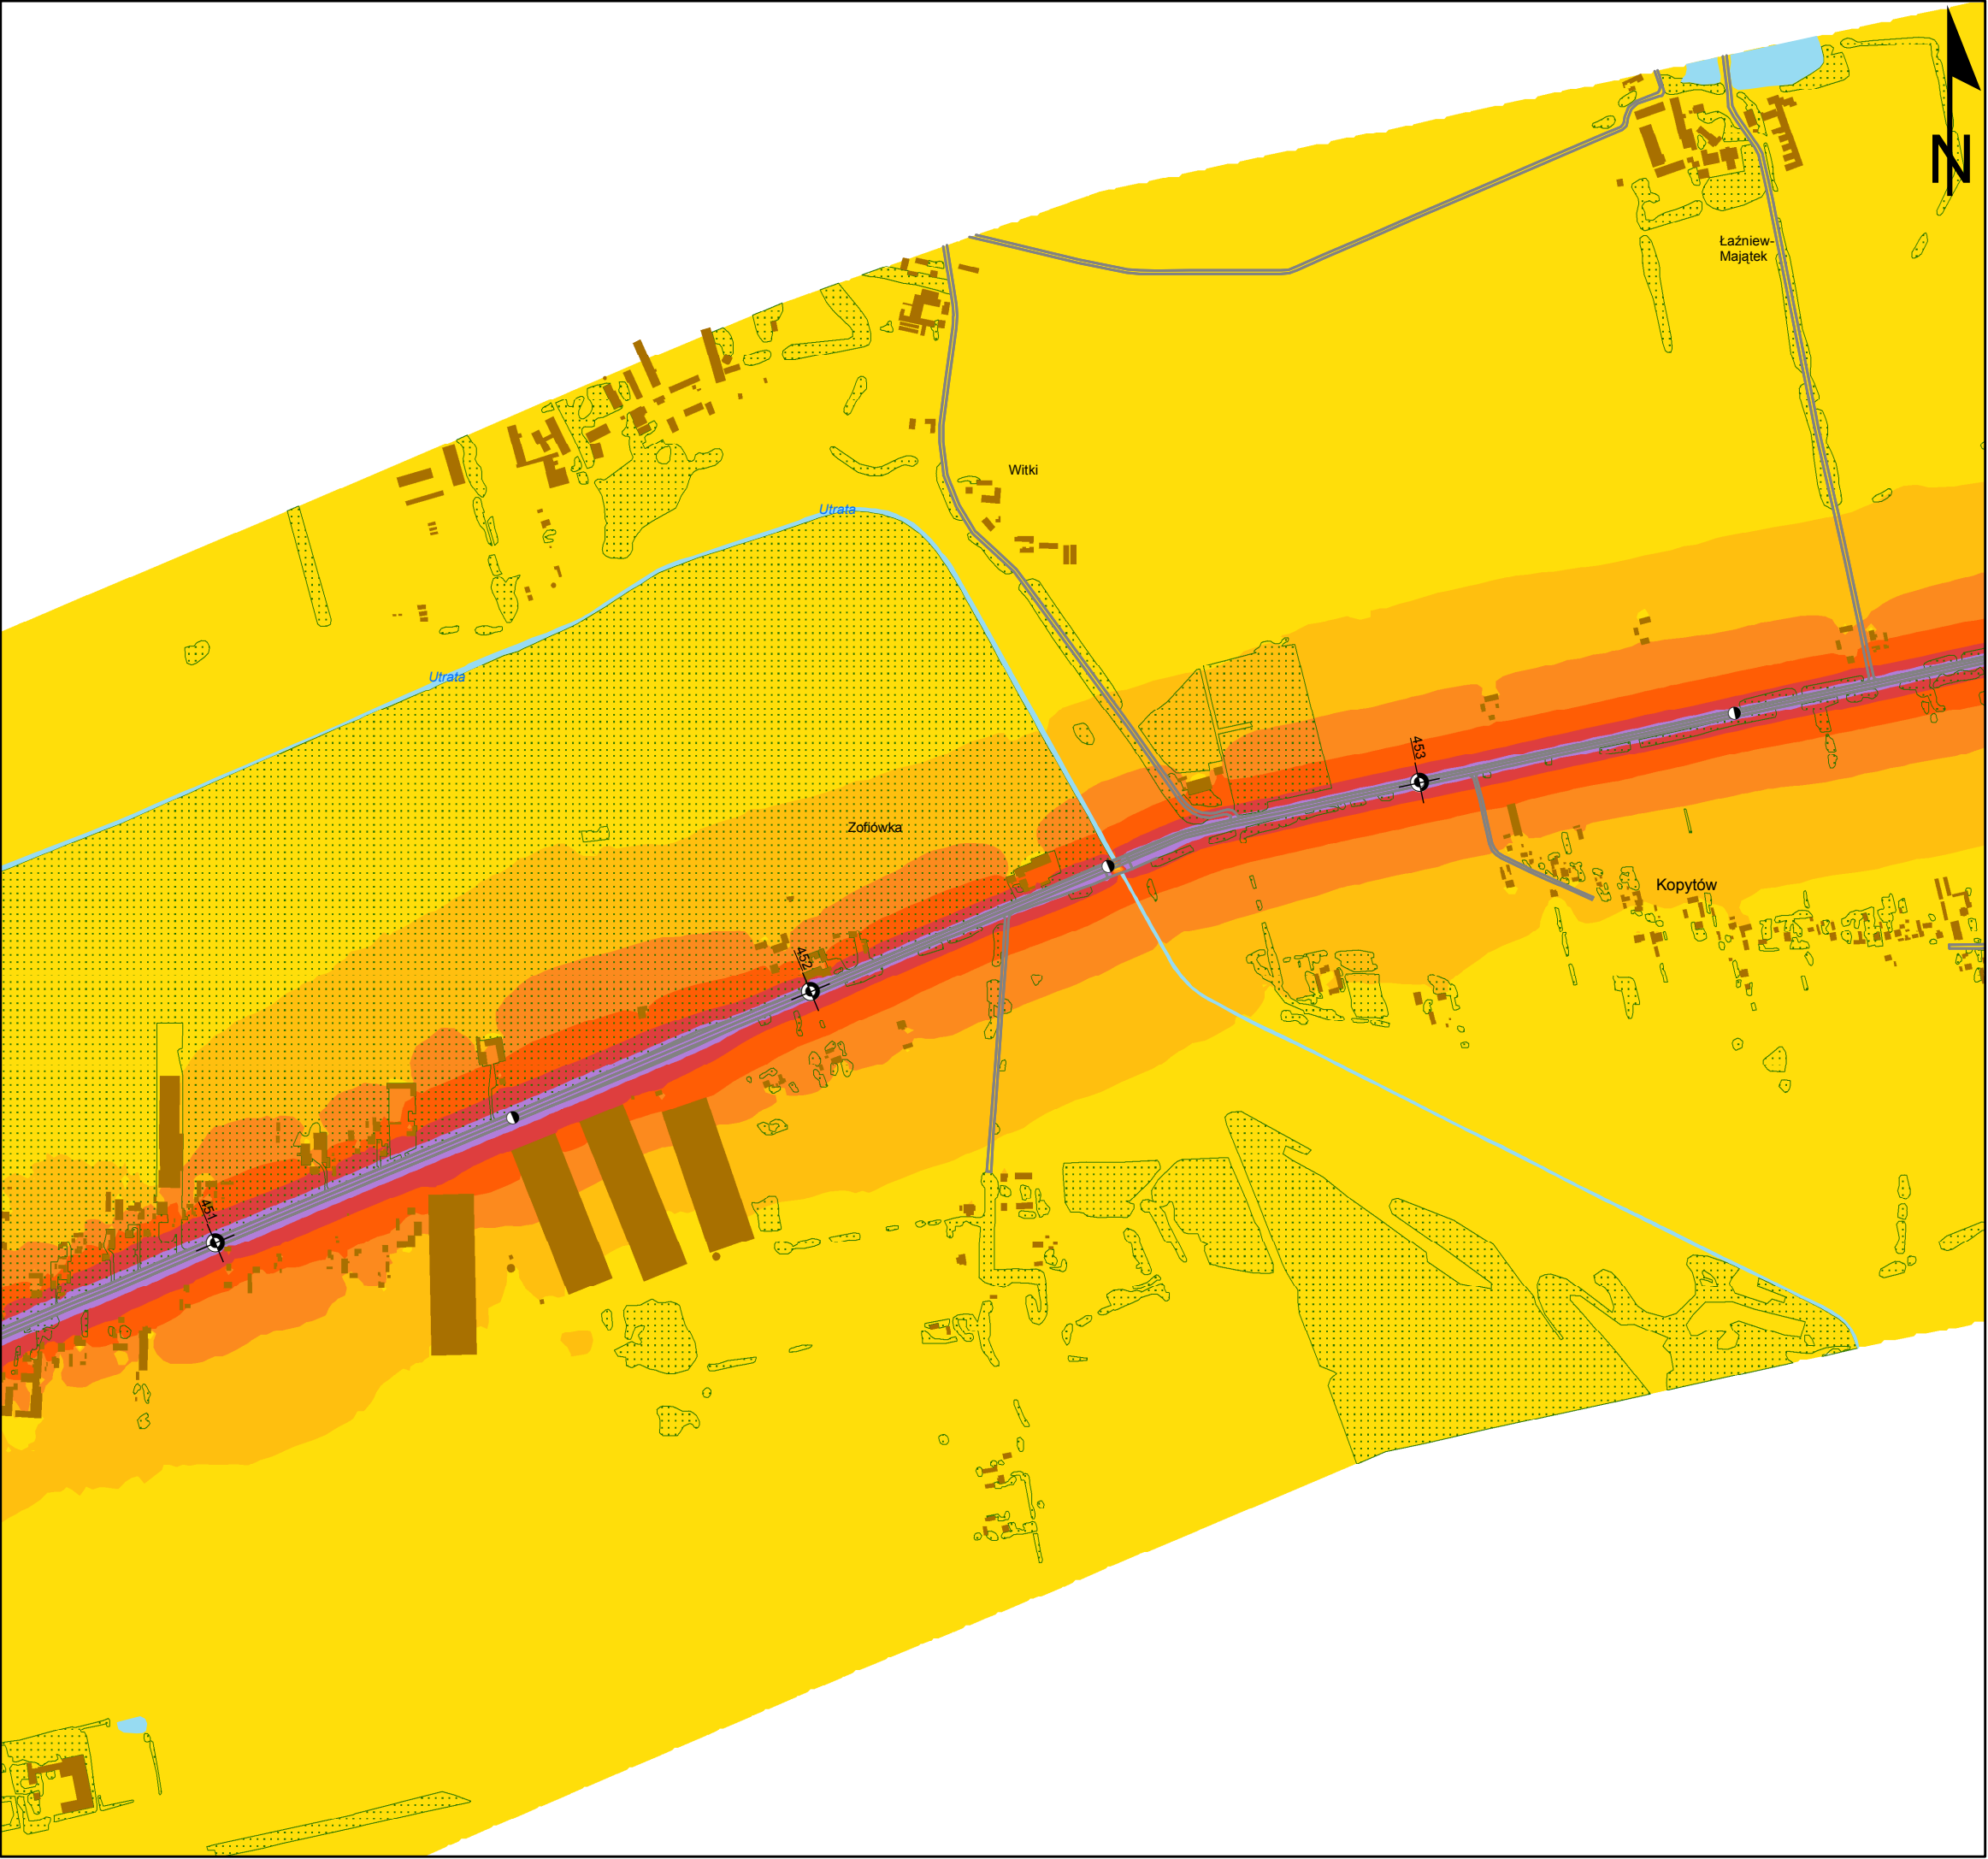 N
Łaźniew-
Majątek
Witki
Utrata
Utrata
453
Zofiówka
Kopytów
452
451